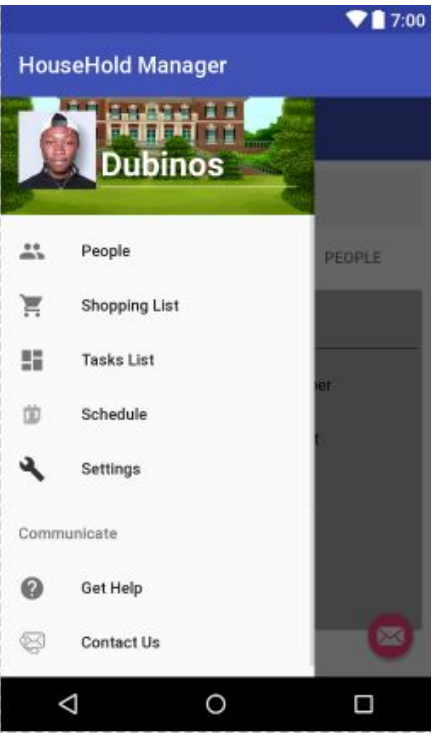 7:00
HouseHold Manager
Dubinos
People
PEOPLE
Shopping List
Tasks List
Schedule
Settings
Communicate
Get Help
Contact Us